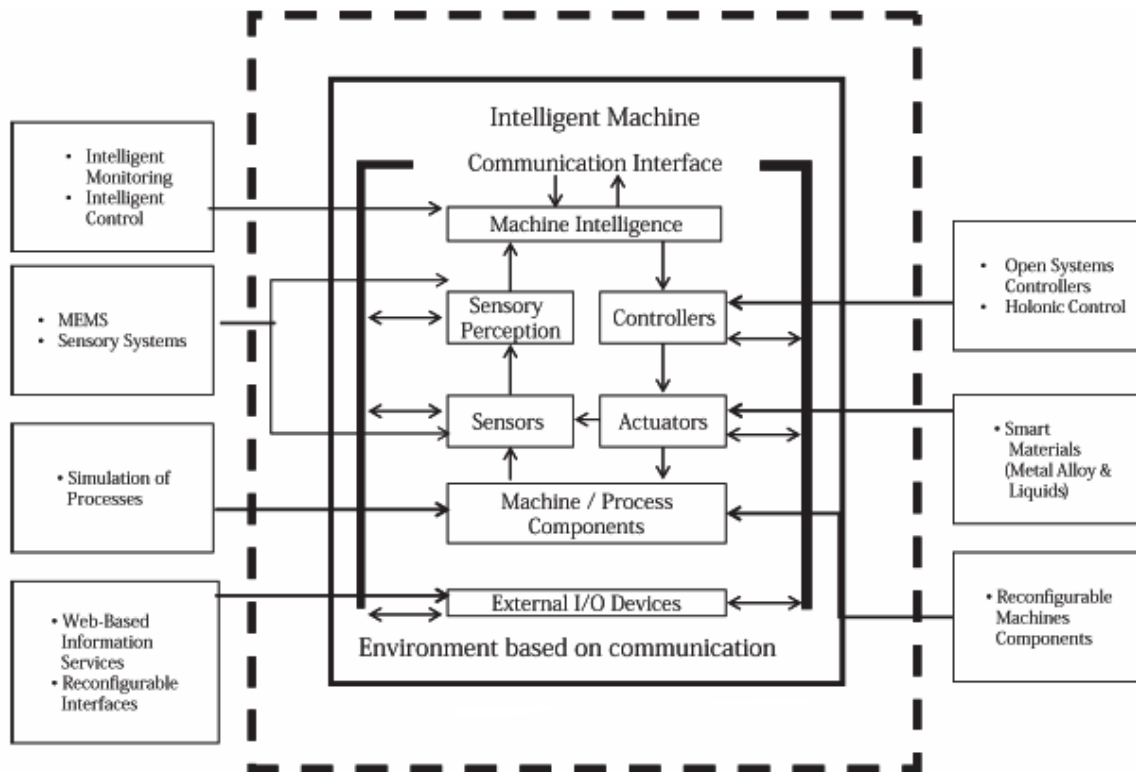 Intelligent Machine
Communication Interface
Machine Intelligence
Sensory
Perception
Controllers
Sensors
Actuators
Machine / Process
Components
External I/O Devices
Environment based on communication
• Intelligent
Monitoring
• Intelligent
Control
• MEMS
• Sensory Systems
• Simulation of
Processes
• Web-Based
Information
Services
• Reconfigurable
Interfaces
• Open Systems
Controllers
• Holonic Control
• Smart
Materials
(Metal Alloy &
Liquids)
• Reconfigurable
Machines
Components